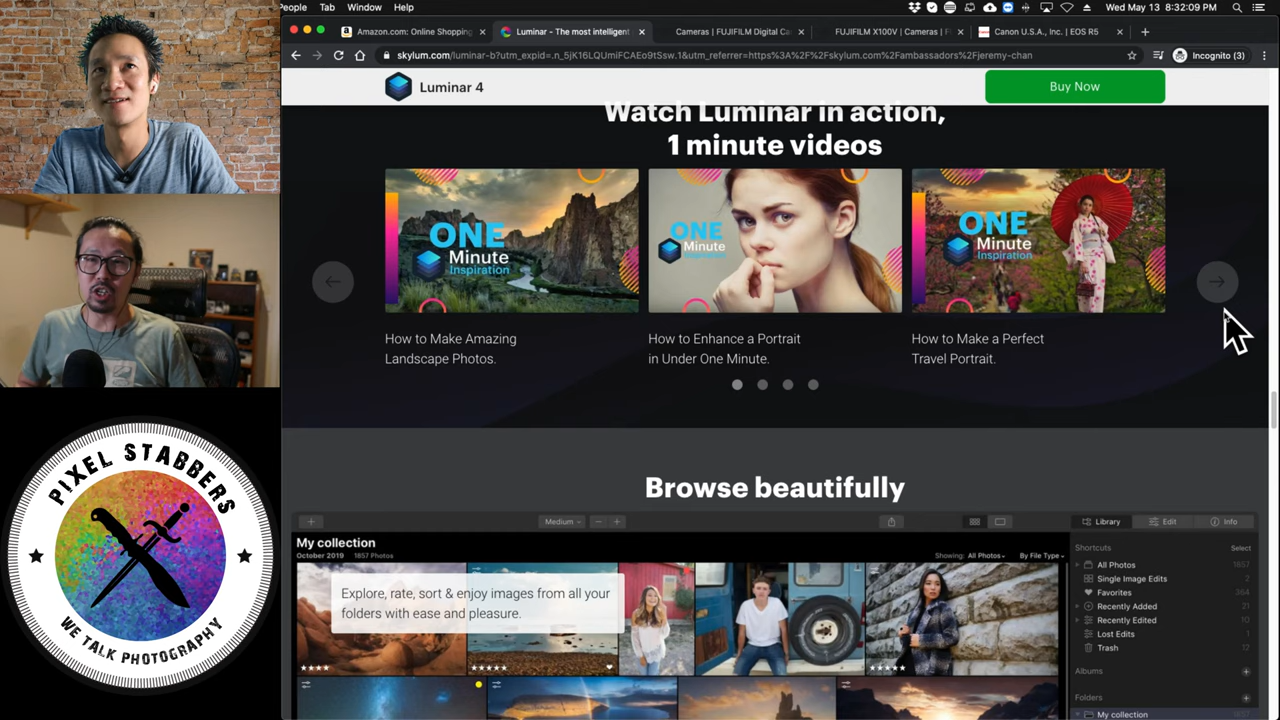 People Tab Window Help
Wed May 13 8:32:09 PM
Amazon.com: Online Shopping
Luminar - The most intelligent
Cameras | FUJIFILM Digital Ca
FUJIFILM X100V | Cameras | F
Canon U.S.A., Inc. | EOS R5
skylum.com/luminar-b?utm_expid=.n_5jK16LQUmiFCAEo9tSsw.1&utm_referrer=https%3A%2F%2Fskylum.com%2Fambassadors%2Fjeremy-chan
Incognito (3)
Luminar 4
Buy Now
Watch Luminar in action,
1 minute videos
ONE
Minute
Inspiration
ONE
Minute
Inspiration
ONE
Minute
Inspiration
How to Make Amazing
Landscape Photos.
How to Enhance a Portrait
in Under One Minute.
How to Make a Perfect
Travel Portrait.
PIXEL STABBERS
WE TALK PHOTOGRAPHY
Browse beautifully
Medium
Library
Edit
Info
My collection
October 2019 1857 Photos
Showing: All Photos
By File Type
Explore, rate, sort & enjoy images from all your
folders with ease and pleasure.
Shortcuts Select
All Photos 1857
Single Image Edits 2
Favorites 364
Recently Added 21
Recently Edited 10
Lost Edits 1
Trash 17
Albums
Folders
My collection